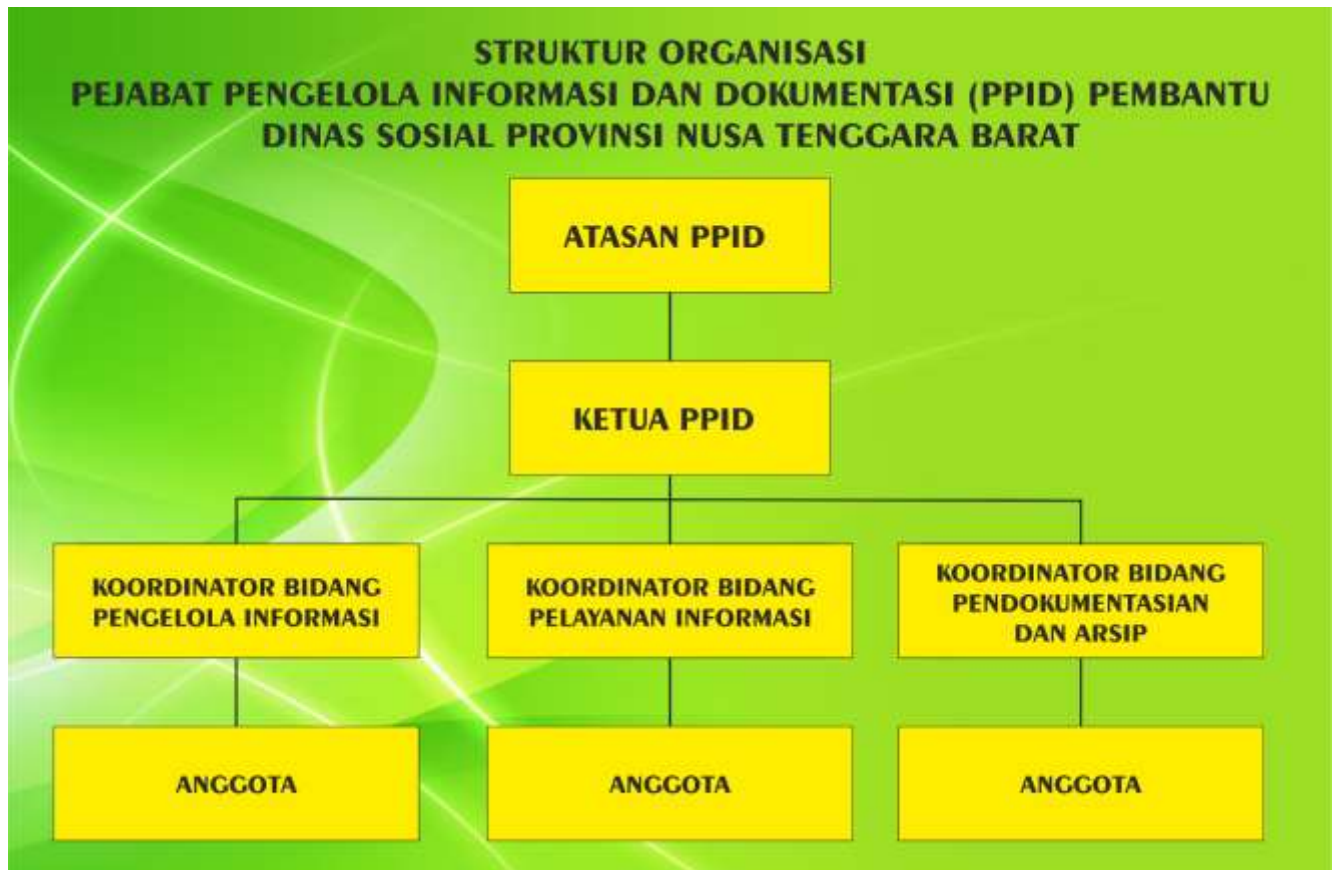 STRUKTUR ORGANISASI
PEJABAT PENGELOLA INFORMASI DAN DOKUMENTASI (PPID) PEMBANTU
DINAS SOSIAL PROVINSI NUSA TENGGARA BARAT
ATASAN PPID
KETUA PPID
KOORDINATOR BIDANG
PENGELOLA INFORMASI
KOORDINATOR BIDANG
PELAYANAN INFORMASI
KOORDINATOR BIDANG
PENDOKUMENTASIAN
DAN ARSIP
ANGGOTA
ANGGOTA
ANGGOTA